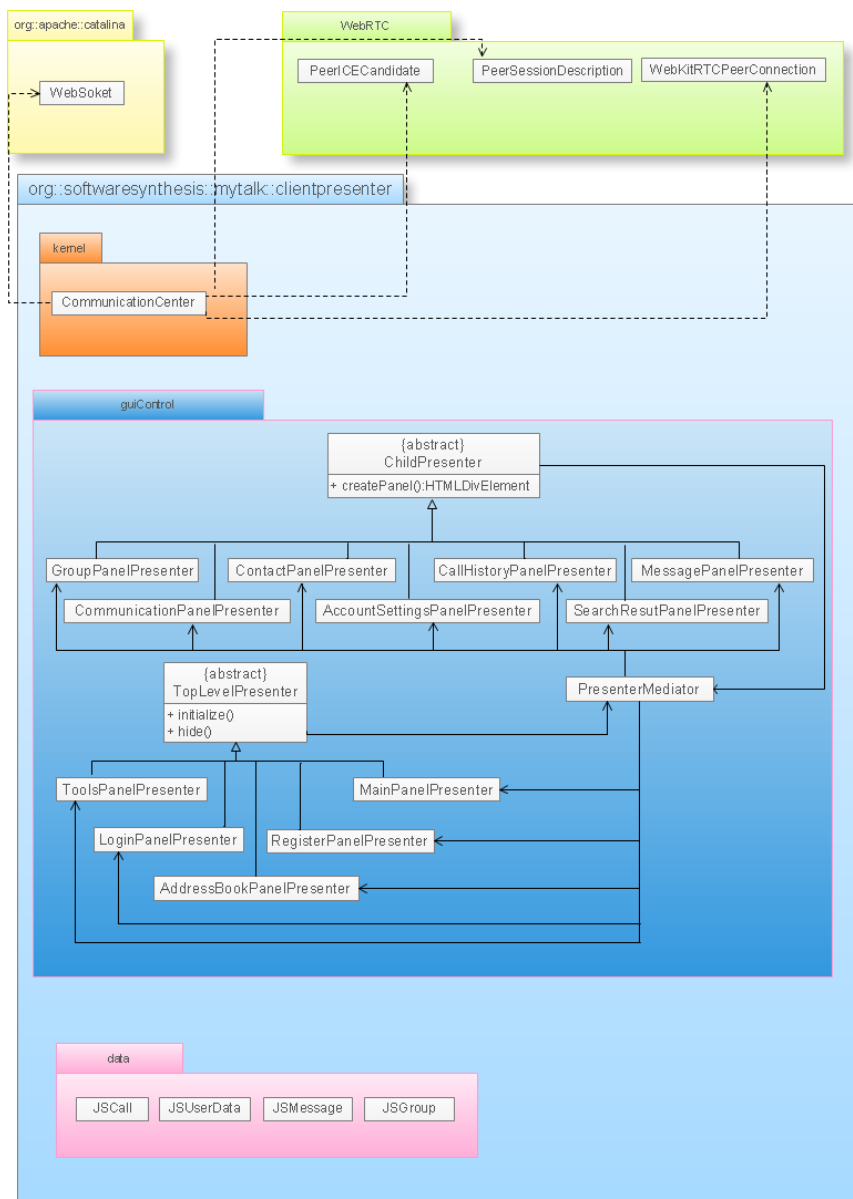 org::apache::catalina
WebSoket
WebRTC
PeerICECandidate
PeerSessionDescription
WebKitRTCPeerConnection
org::softwaresynthesis::mytalk::clientpresenter
kernel
CommunicationCenter
guiControl
{abstract}
ChildPresenter
+ createPanel():HTMLDivElement
GroupPanelPresenter
ContactPanelPresenter
CallHistoryPanelPresenter
MessagePanelPresenter
CommunicationPanelPresenter
AccountSettingsPanelPresenter
SearchResutPanelPresenter
{abstract}
TopLevelPresenter
+ initialize()
+ hide()
PresenterMediator
ToolsPanelPresenter
MainPanelPresenter
LoginPanelPresenter
RegisterPanelPresenter
AddressBookPanelPresenter
data
JSCall
JSUserData
JSMessage
JSGroup